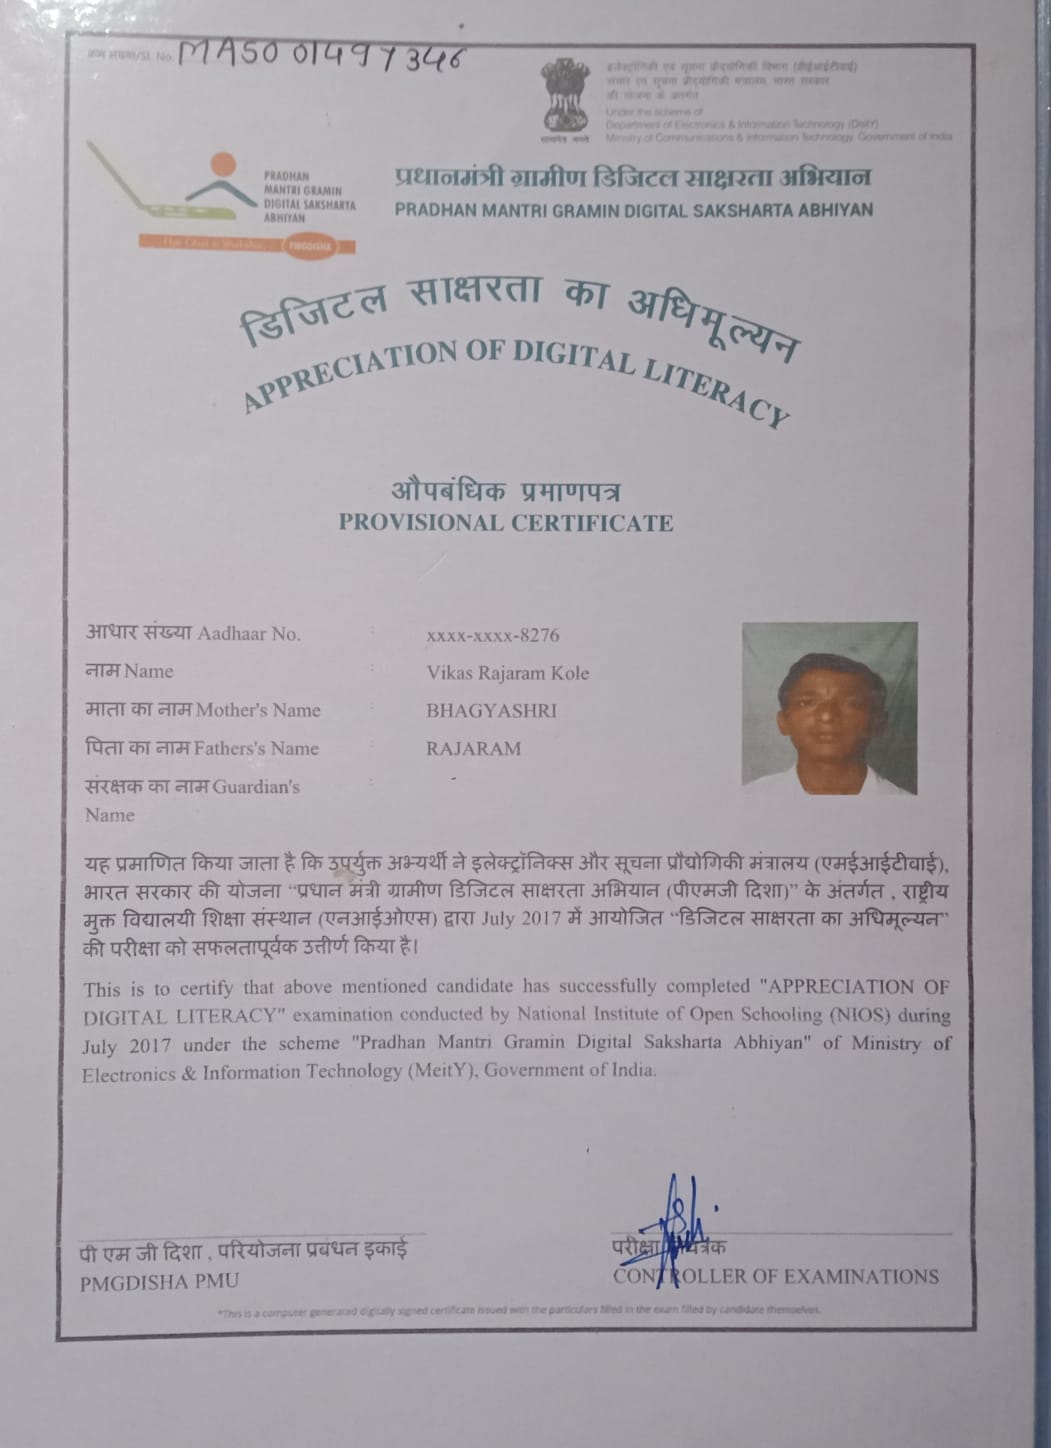 क्रम संख्या/Sl. No. MASO 01497346
इलेक्ट्रॉनिकी एवं सूचना प्रौद्योगिकी विभाग (डीईआईटीवाई)
संचार एवं सूचना प्रौद्योगिकी मंत्रालय, भारत सरकार
की योजना के अंतर्गत
Under the scheme of
Department of Electronics & Information Technology (DeitY)
Ministry of Communications & Information Technology, Government of India
सत्यमेव जयते
PRADHAN
MANTRI GRAMIN
DIGITAL SAKSHARTA
ABHIYAN
PMGDISHA
प्रधानमंत्री ग्रामीण डिजिटल साक्षरता अभियान
PRADHAN MANTRI GRAMIN DIGITAL SAKSHARTA ABHIYAN
डिजिटल साक्षरता का अधिमूल्यन
APPRECIATION OF DIGITAL LITERACY
औपबंधिक प्रमाणपत्र
PROVISIONAL CERTIFICATE
आधार संख्या Aadhaar No. : xxxx-xxxx-8276
नाम Name : Vikas Rajaram Kole
माता का नाम Mother's Name : BHAGYASHRI
पिता का नाम Fathers's Name : RAJARAM
संरक्षक का नाम Guardian's : -
Name
यह प्रमाणित किया जाता है कि उपर्युक्त अभ्यर्थी ने इलेक्ट्रॉनिक्स और सूचना प्रौद्योगिकी मंत्रालय (एमईआईटीवाई),
भारत सरकार की योजना “प्रधान मंत्री ग्रामीण डिजिटल साक्षरता अभियान (पीएमजी दिशा)” के अंतर्गत , राष्ट्रीय
मुक्त विद्यालयी शिक्षा संस्थान (एनआईओएस) द्वारा July 2017 में आयोजित “डिजिटल साक्षरता का अधिमूल्यन”
की परीक्षा को सफलतापूर्वक उत्तीर्ण किया है।
This is to certify that above mentioned candidate has successfully completed "APPRECIATION OF
DIGITAL LITERACY" examination conducted by National Institute of Open Schooling (NIOS) during
July 2017 under the scheme "Pradhan Mantri Gramin Digital Saksharta Abhiyan" of Ministry of
Electronics & Information Technology (MeitY), Government of India.
पी एम जी दिशा , परियोजना प्रबंधन इकाई
PMGDISHA PMU
परीक्षा
CONTROLLER OF EXAMINATIONS
*This is a computer generated digitally signed certificate issued with the particulars filled in the exam filled by candidate themselves.